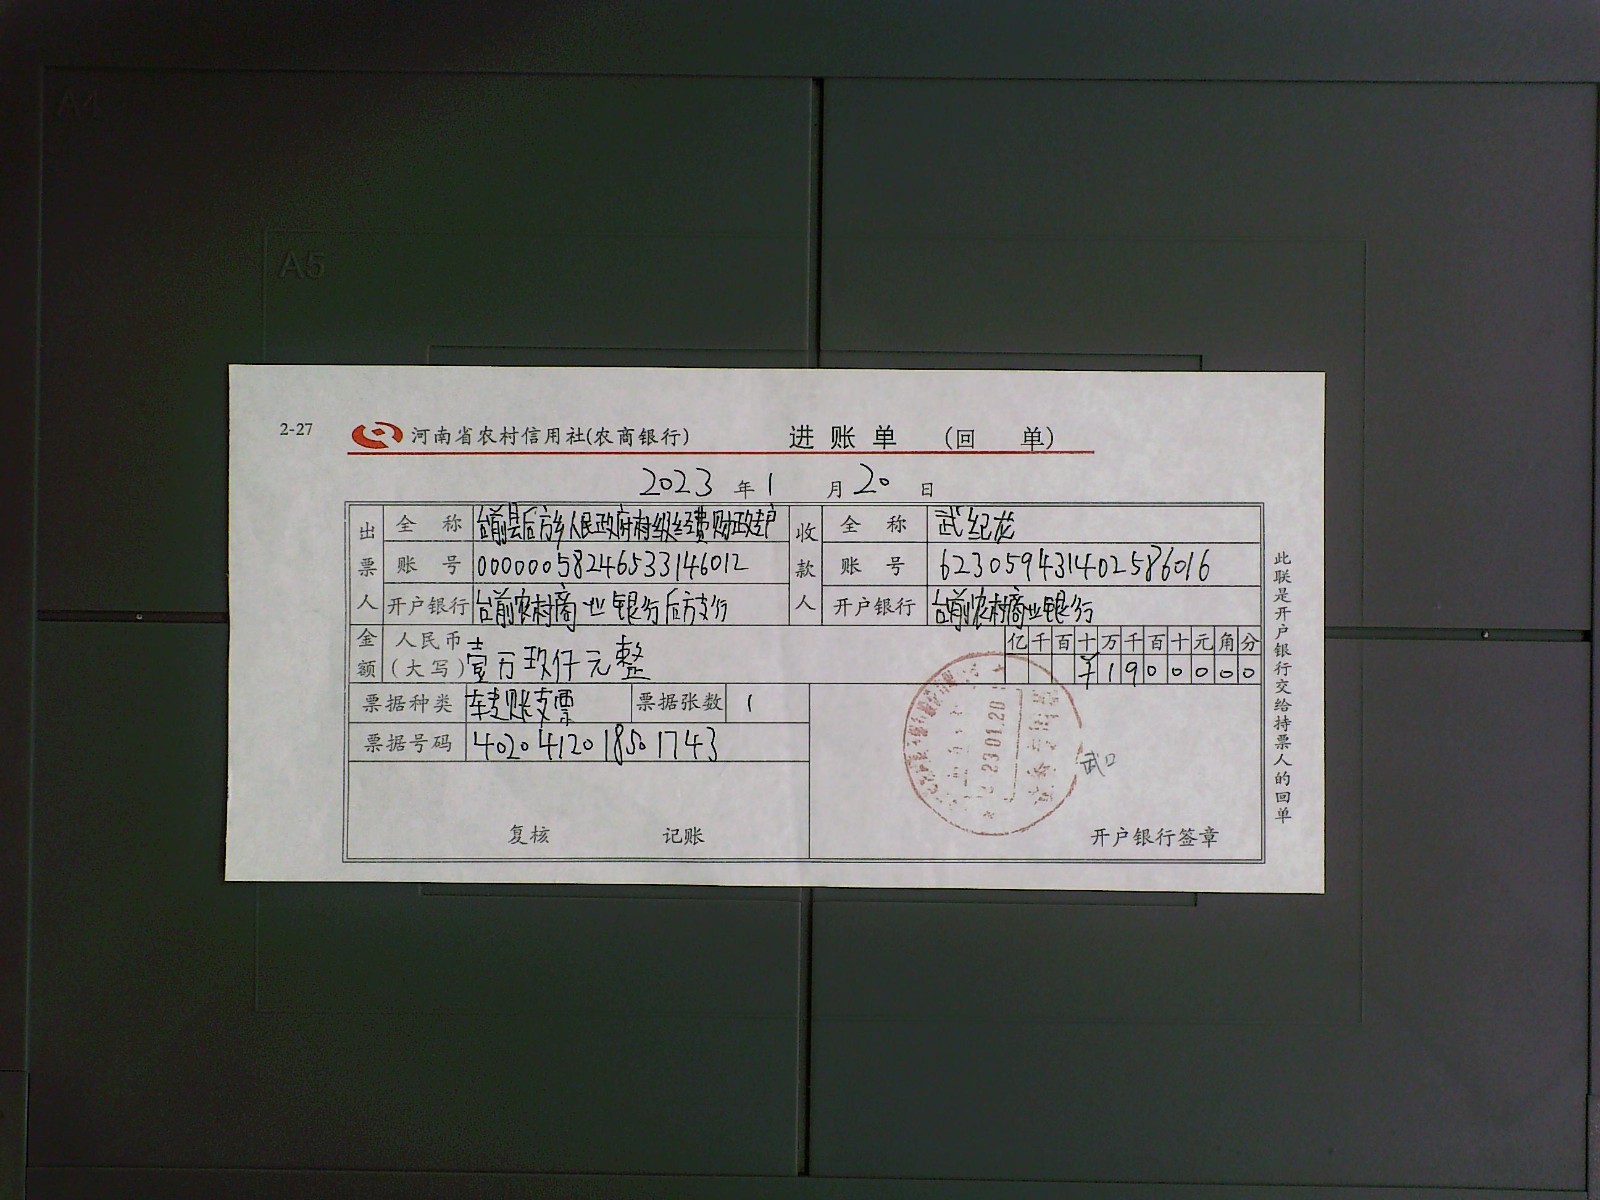 A4
A5
2-27 河南省农村信用社(农商银行) 进账单 (回 单)
2023 年 1 月 20 日
出票人 全 称 台前县后方乡人民政府村级经费财政专户 收款人 全 称 武纪龙
账 号 00000058246533146012 账 号 623059431402586016
开户银行 台前农村商业银行后方支行 开户银行 台前农村商业银行
金额 人民币(大写) 壹万玖仟元整 亿千百十万千百十元角分
¥1900000
票据种类 转账支票 票据张数 1
票据号码 4020412018501743
23.01.20
武
复核 记账 开户银行签章
此联是开户银行交给持票人的回单